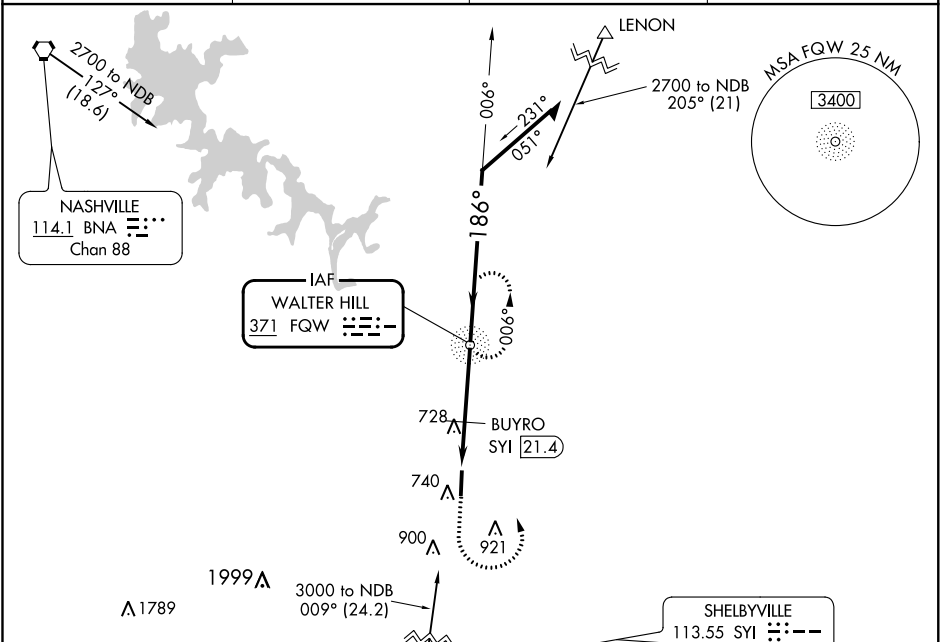 LENON
2700 to NDB
127°
(18.6)
MSA FQW 25 NM
3400
2700 to NDB
205° (21)
006°
231°
051°
NASHVILLE
114.1 BNA
Chan 88
186°
IAF
WALTER HILL
371 FQW
006°
728
BUYRO
SYI 21.4
740
900
921
1999
3000 to NDB
009° (24.2)
1789
SHELBYVILLE
113.55 SYI